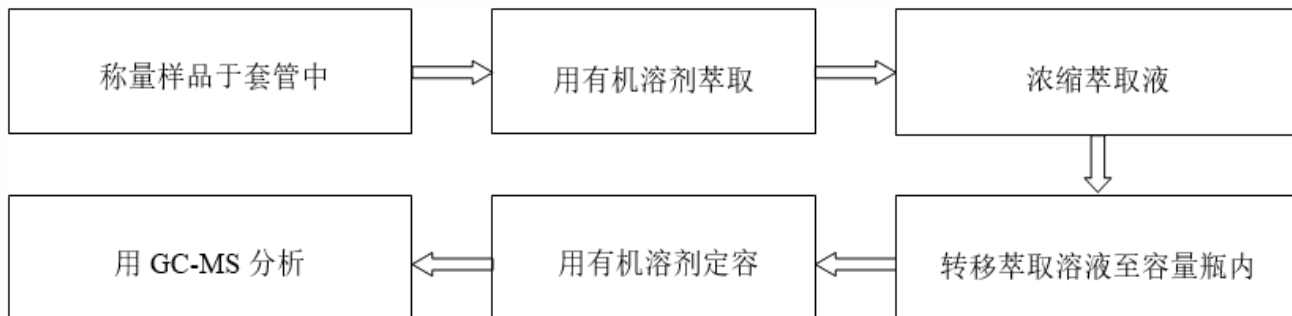 称量样品于套管中
用有机溶剂萃取
浓缩萃取液
转移萃取溶液至容量瓶内
用有机溶剂定容
用 GC-MS 分析